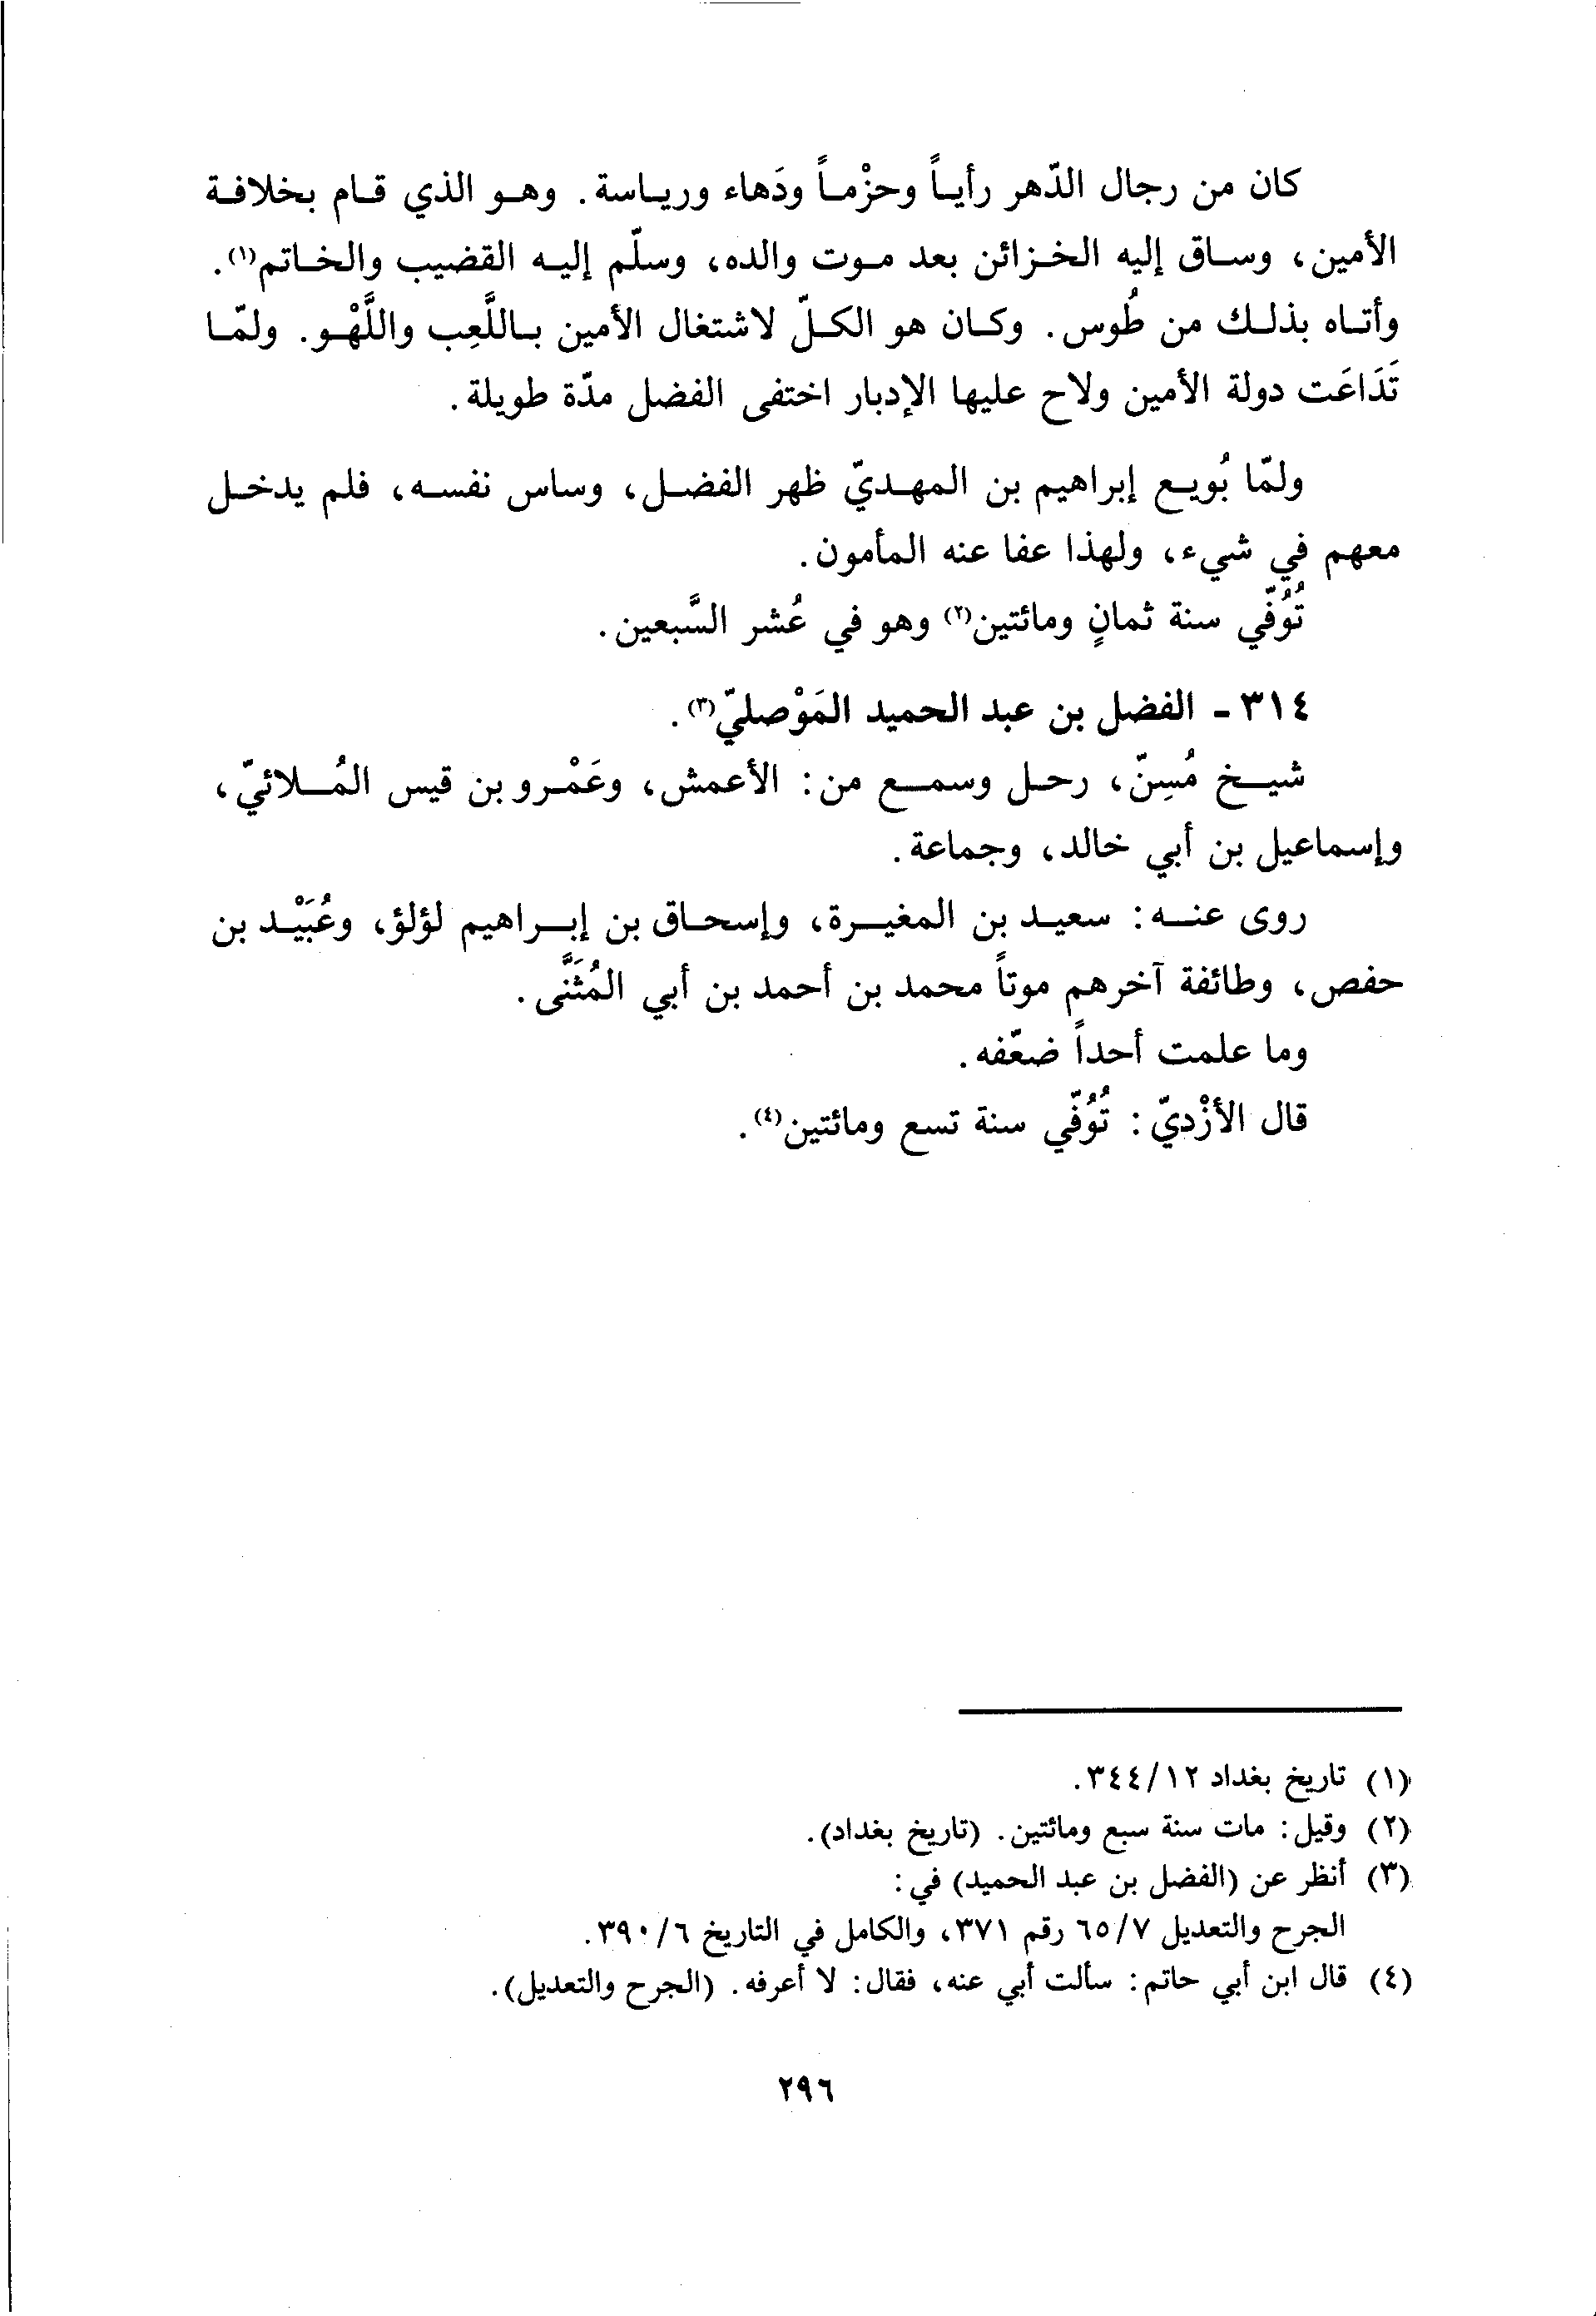 كان من رجال الدّهر رأياً وحزْماً ودَهاء ورياسة. وهو الذي قام بخلافة
الأمين، وساق إليه الخزائن بعد موت والده، وسلّم إليه القضيب والخاتم(١).
وأتاه بذلك من طُوس. وكان هو الكلّ لاشتغال الأمين باللَّعِب واللَّهْو. ولمّا
تَدَاعَت دولة الأمين ولاح عليها الإدبار اختفى الفضل مدّة طويلة.
ولمّا بُويع إبراهيم بن المهديّ ظهر الفضل، وساس نفسه، فلم يدخل
معهم في شيء، ولهذا عفا عنه المأمون.
تُوُفّي سنة ثمانٍ ومائتين(٢) وهو في عُشر السَّبعين.
٣١٤ - الفضل بن عبد الحميد المَوْصليّ(٣).
شيخ مُسِنّ، رحل وسمع من: الأعمش، وعَمْرو بن قيس المُلائيّ،
وإسماعيل بن أبي خالد، وجماعة.
روى عنه: سعيد بن المغيرة، وإسحاق بن إبراهيم لؤلؤ، وعُبَيْد بن
حفص، وطائفة آخرهم موتاً محمد بن أحمد بن أبي المُثَنَّى.
وما علمت أحداً ضعّفه.
قال الأزْديّ: تُوُفّي سنة تسع ومائتين(٤).
(١) تاريخ بغداد ١٢/٣٤٤.
(٢) وقيل: مات سنة سبع ومائتين. (تاريخ بغداد).
(٣) أنظر عن (الفضل بن عبد الحميد) في:
الجرح والتعديل ٧/٦٥ رقم ٣٧١، والكامل في التاريخ ٦/٣٩٠.
(٤) قال ابن أبي حاتم: سألت أبي عنه، فقال: لا أعرفه. (الجرح والتعديل).
٢٩٦